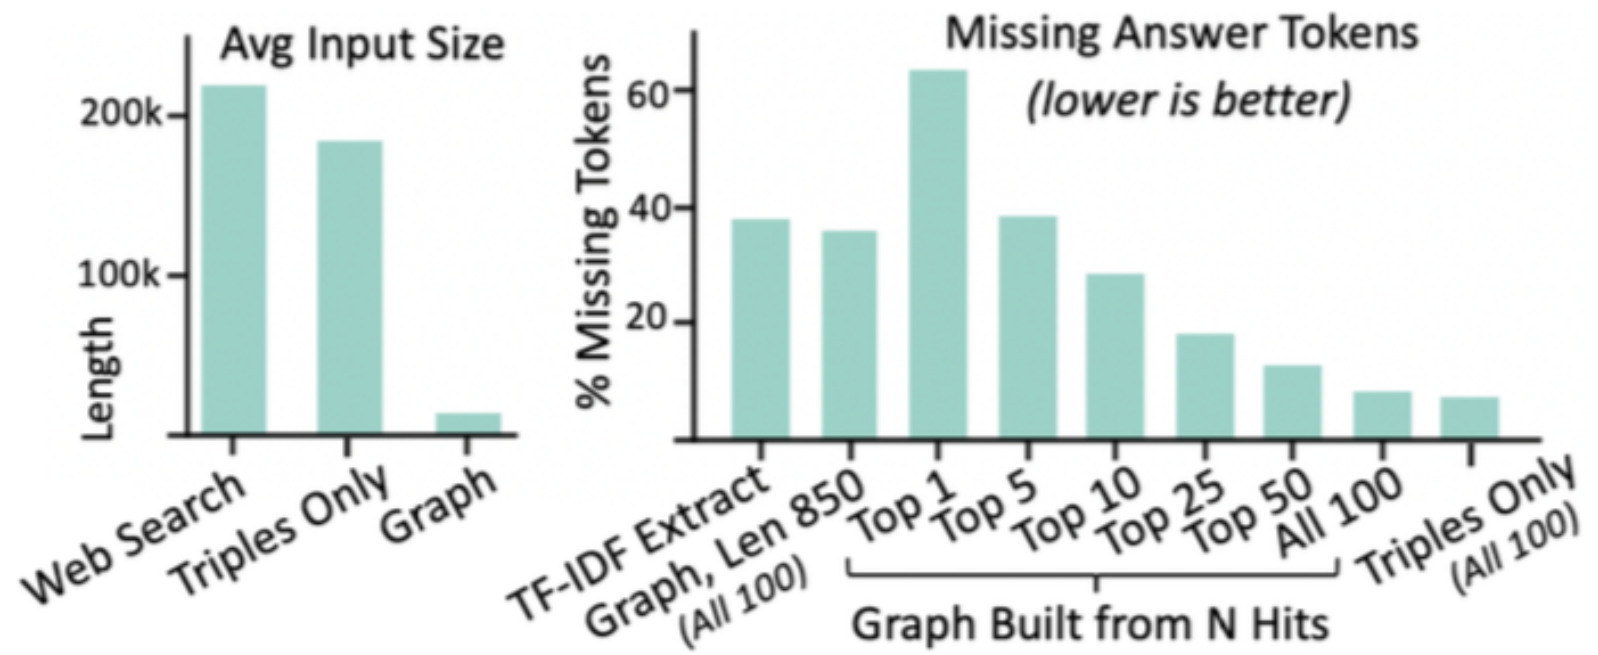 Avg Input Size
200k
100k
Length
Web Search
Triples Only
Graph
Missing Answer Tokens
(lower is better)
% Missing Tokens
60
40
20
TF-IDF Extract
Graph, Len 850
(All 100)
Top 1
Top 5
Top 10
Top 25
Top 50
All 100
Triples Only
(All 100)
Graph Built from N Hits